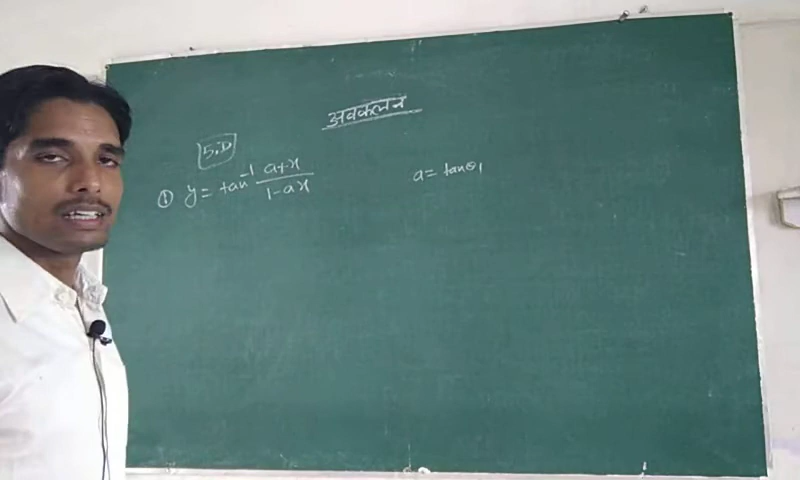 अवकलन
5.D
① y = tan⁻¹ a+x / 1-ax
a = tanθ₁